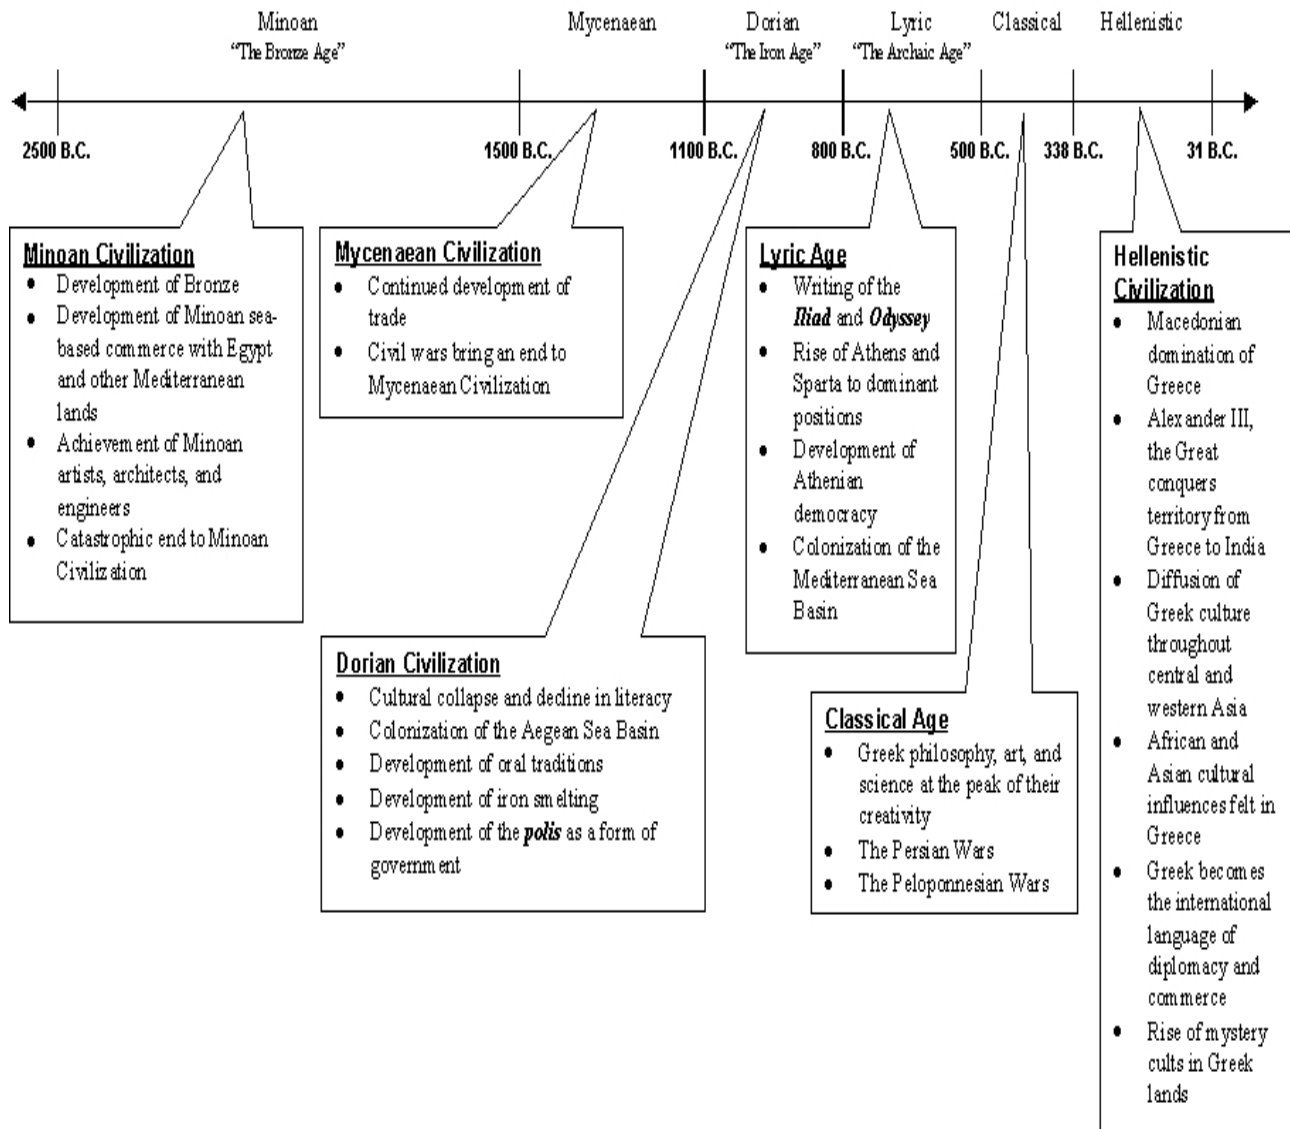 Minoan
"The Bronze Age"
Mycenaean
Dorian
"The Iron Age"
Lyric
"The Archaic Age"
Classical
Hellenistic
2500 B.C.
1500 B.C.
1100 B.C.
800 B.C.
500 B.C.
338 B.C.
31 B.C.
Minoan Civilization
• Development of Bronze
• Development of Minoan sea-
based commerce with Egypt
and other Mediterranean
lands
• Achievement of Minoan
artists, architects, and
engineers
• Catastrophic end to Minoan
Civilization
Mycenaean Civilization
• Continued development of
trade
• Civil wars bring an end to
Mycenaean Civilization
Dorian Civilization
• Cultural collapse and decline in literacy
• Colonization of the Aegean Sea Basin
• Development of oral traditions
• Development of iron smelting
• Development of the polis as a form of
government
Lyric Age
• Writing of the
Iliad and Odyssey
• Rise of Athens and
Sparta to dominant
positions
• Development of
Athenian
democracy
• Colonization of the
Mediterranean Sea
Basin
Classical Age
• Greek philosophy, art, and
science at the peak of their
creativity
• The Persian Wars
• The Peloponnesian Wars
Hellenistic
Civilization
• Macedonian
domination of
Greece
• Alexander III,
the Great
conquers
territory from
Greece to India
• Diffusion of
Greek culture
throughout
central and
western Asia
• African and
Asian cultural
influences felt in
Greece
• Greek becomes
the international
language of
diplomacy and
commerce
• Rise of mystery
cults in Greek
lands